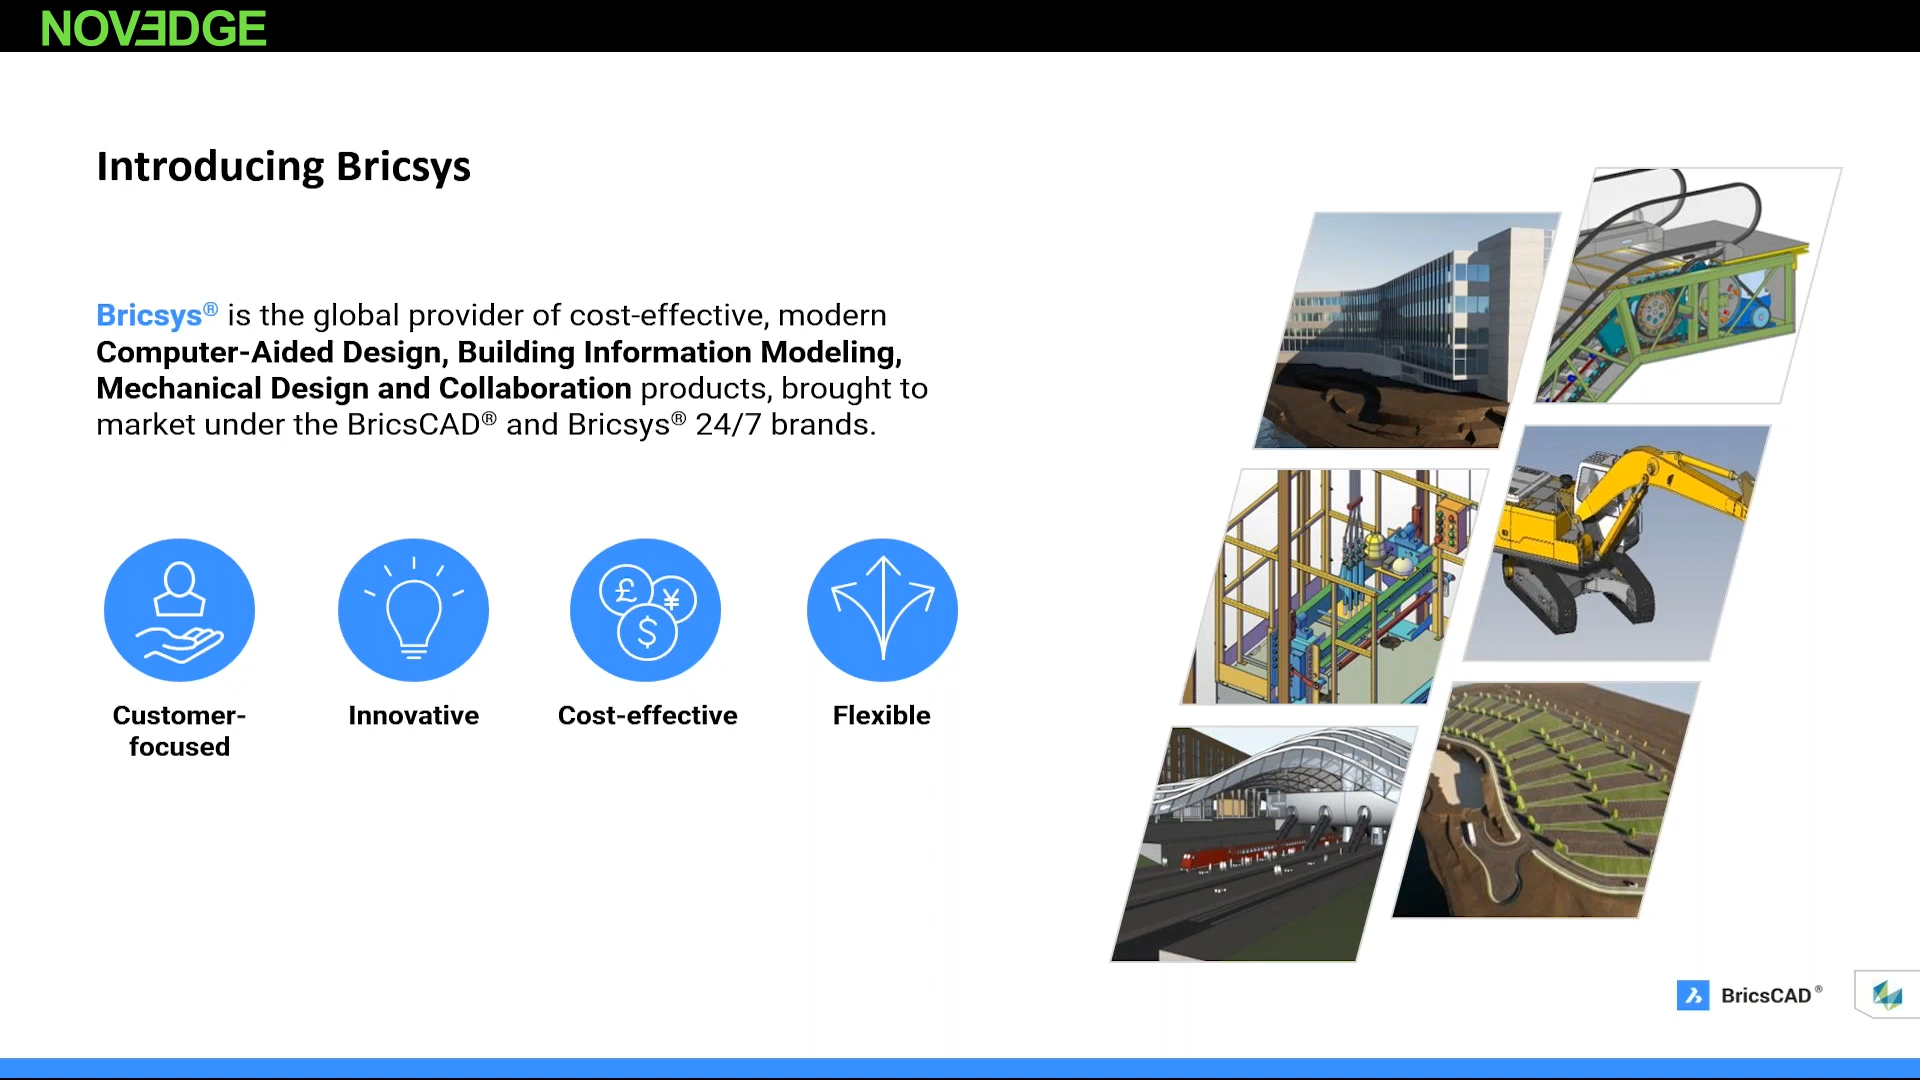 NOVEDGE
Introducing Bricsys
Bricsys® is the global provider of cost-effective, modern
Computer-Aided Design, Building Information Modeling,
Mechanical Design and Collaboration products, brought to
market under the BricsCAD® and Bricsys® 24/7 brands.
£
¥
$
Customer-
focused
Innovative
Cost-effective
Flexible
BricsCAD®